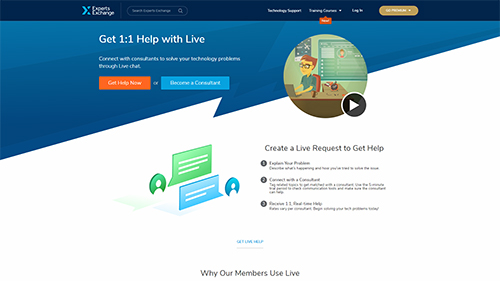 Experts Exchange
Search Experts Exchange
Technology Support
Training Courses
Log In
GO PREMIUM
New!
Get 1:1 Help with Live
Connect with consultants to solve your technology problems
through Live chat.
Get Help Now or Become a Consultant
Create a Live Request to Get Help
1 Explain Your Problem
Describe what's happening and how you've tried to solve the issue.
2 Connect with a Consultant
Tag related topics to get matched with a consultant. Use the 5 minute
trial period to check communication tools and make sure the consultant
can help.
3 Receive 1:1, Real-time Help
Rates vary per consultant. Begin solving your tech problems today!
GET LIVE HELP
Why Our Members Use Live